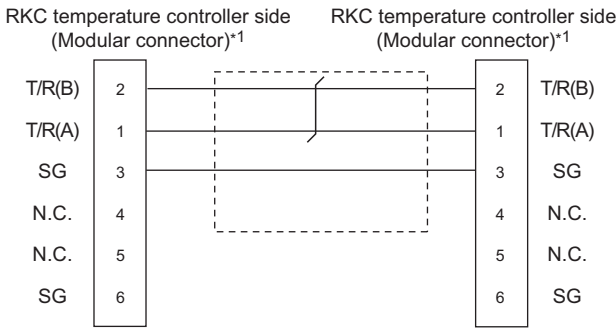 RKC temperature controller side RKC temperature controller side
(Modular connector)*1 (Modular connector)*1
T/R(B) 2 2 T/R(B)
T/R(A) 1 1 T/R(A)
SG 3 3 SG
N.C. 4 4 N.C.
N.C. 5 5 N.C.
SG 6 6 SG